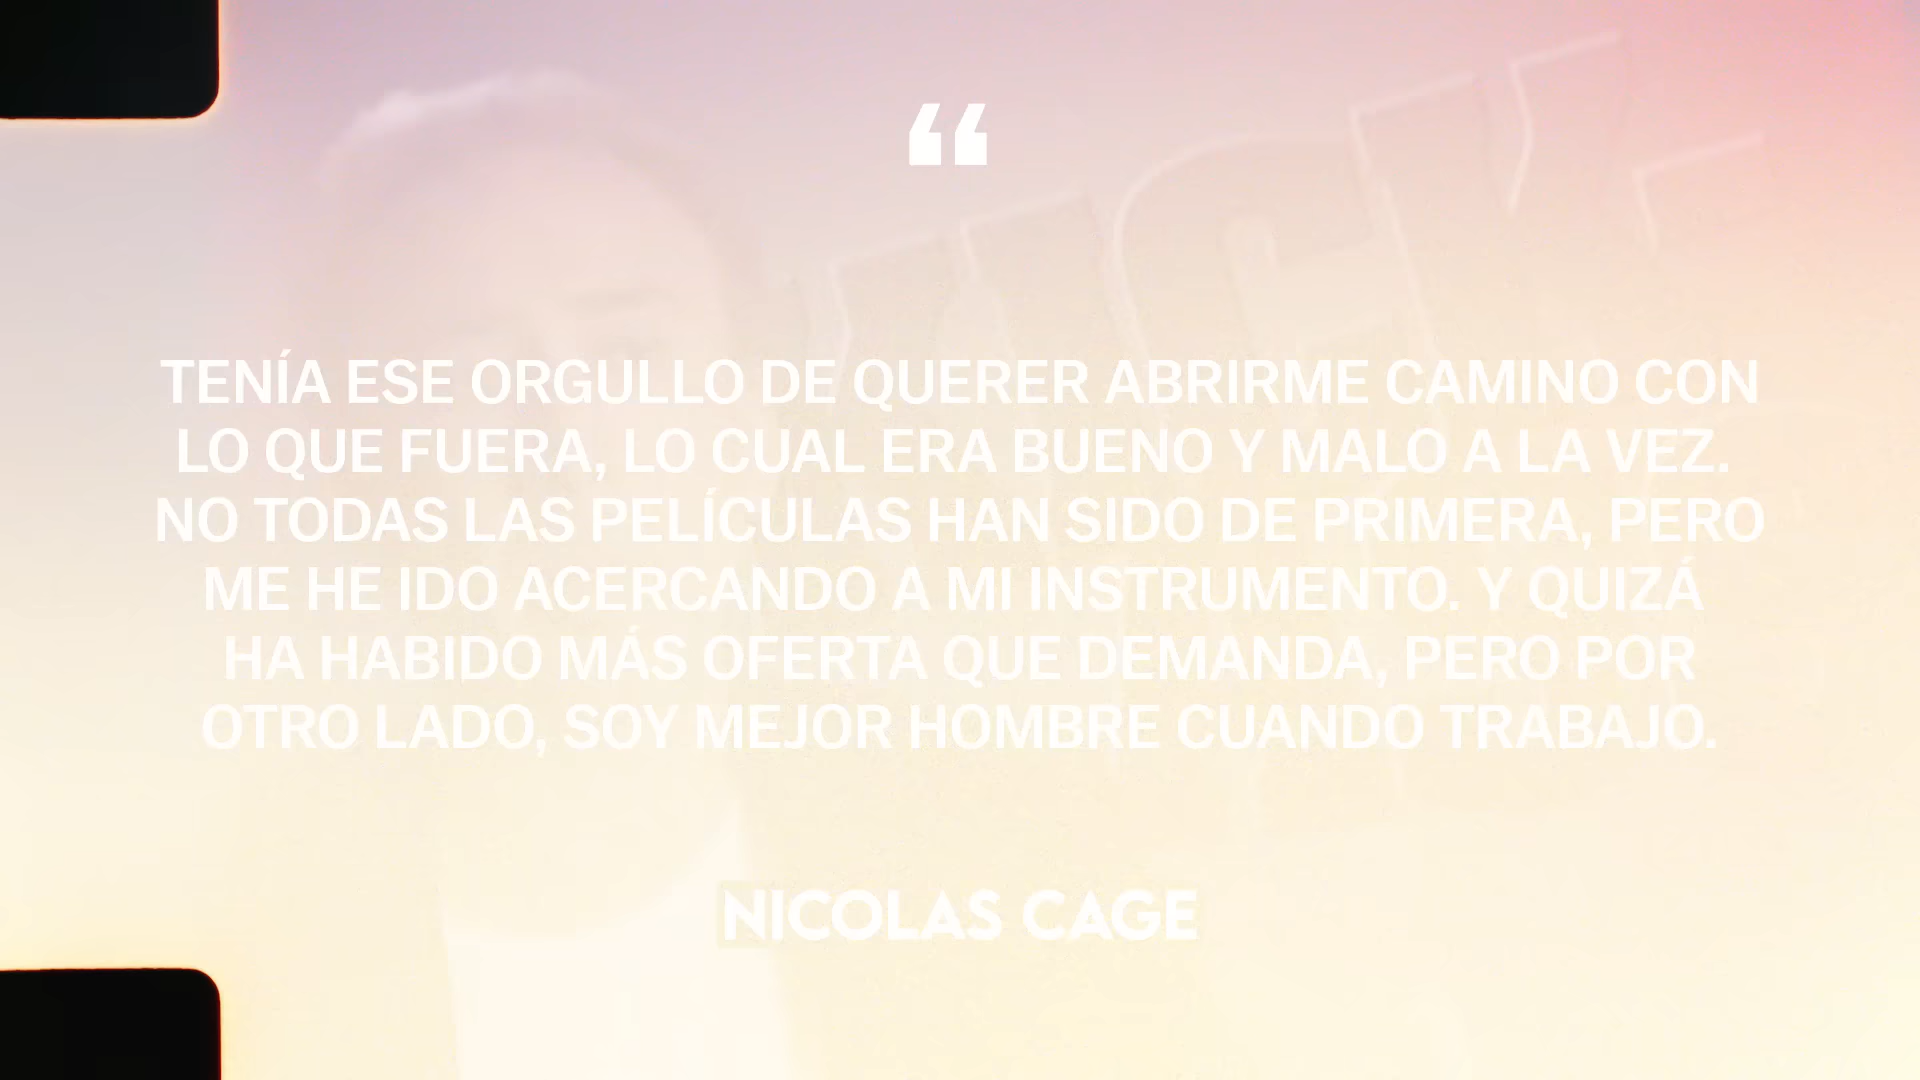 “
TENÍA ESE ORGULLO DE QUERER ABRIRME CAMINO CON
LO QUE FUERA, LO CUAL ERA BUENO Y MALO A LA VEZ.
NO TODAS LAS PELÍCULAS HAN SIDO DE PRIMERA, PERO
ME HE IDO ACERCANDO A MI INSTRUMENTO. Y QUIZÁ
HA HABIDO MÁS OFERTA QUE DEMANDA, PERO POR
OTRO LADO, SOY MEJOR HOMBRE CUANDO TRABAJO.
NICOLAS CAGE